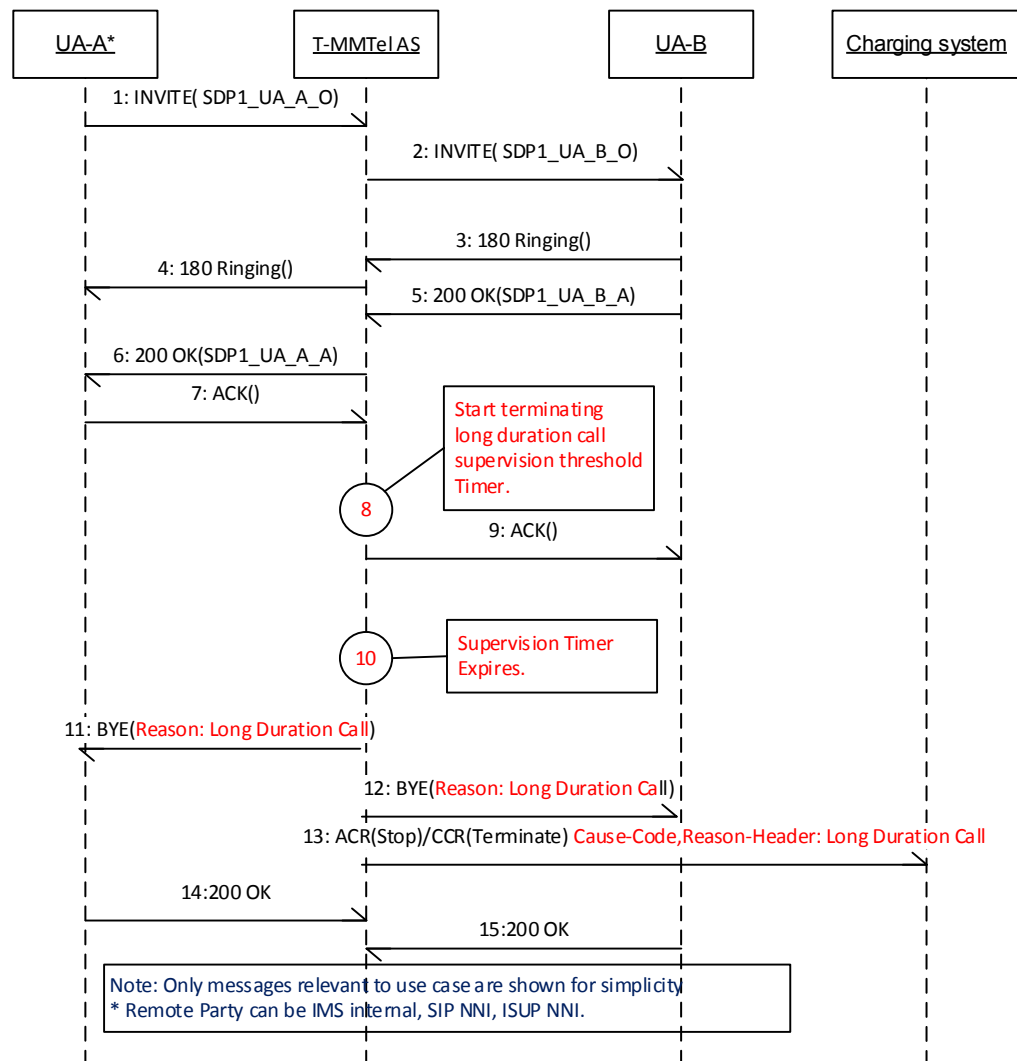 UA-A*
T-MMTel AS
UA-B
Charging system
1: INVITE( SDP1_UA_A_O)
2: INVITE( SDP1_UA_B_O)
3: 180 Ringing()
4: 180 Ringing()
5: 200 OK(SDP1_UA_B_A)
6: 200 OK(SDP1_UA_A_A)
7: ACK()
Start terminating
long duration call
supervision threshold
Timer.
8
9: ACK()
10
Supervision Timer
Expires.
11: BYE(Reason: Long Duration Call)
12: BYE(Reason: Long Duration Call)
13: ACR(Stop)/CCR(Terminate) Cause-Code,Reason-Header: Long Duration Call
14:200 OK
15:200 OK
Note: Only messages relevant to use case are shown for simplicity
* Remote Party can be IMS internal, SIP NNI, ISUP NNI.